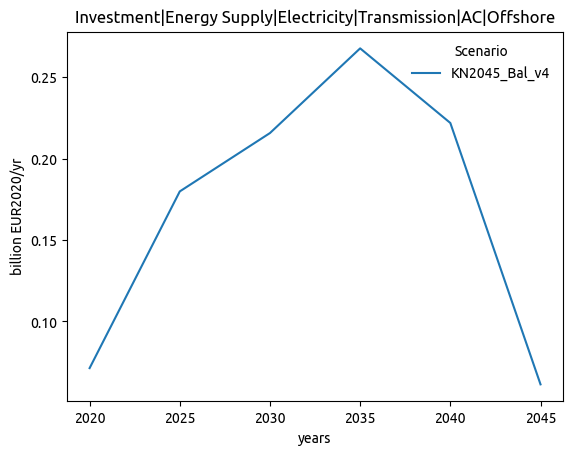 Investment|Energy Supply|Electricity|Transmission|AC|Offshore
Scenario
KN2045_Bal_v4
billion EUR2020/yr
0.25
0.20
0.15
0.10
2020 2025 2030 2035 2040 2045
years